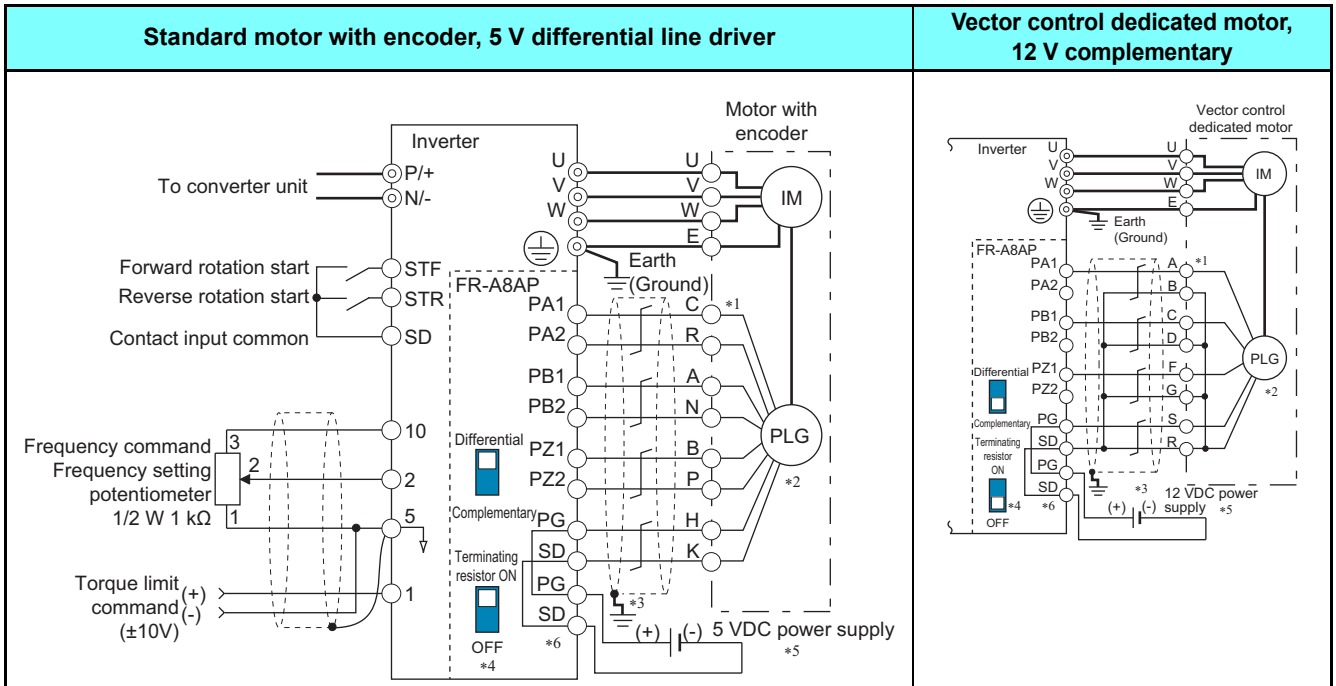 Standard motor with encoder, 5 V differential line driver
Vector control dedicated motor,
12 V complementary
Motor with
encoder
Inverter
To converter unit
P/+
N/-
U
V
W
U
V
W
E
IM
Earth
(Ground)
Forward rotation start
Reverse rotation start
Contact input common
STF
STR
SD
FR-A8AP
PA1
PA2
PB1
PB2
PZ1
PZ2
PG
SD
PG
SD
C
R
A
N
B
P
H
K
*1
PLG
*2
Differential
Complementary
Terminating
resistor ON
OFF
*4
*6
*3
(+)
(-)
5 VDC power supply
*5
Frequency command
Frequency setting
potentiometer
1/2 W 1 kΩ
3
2
1
10
2
5
1
Torque limit
command
(±10V)
(+)
(-)
Vector control
dedicated motor
Inverter
U
V
W
U
V
W
E
IM
Earth
(Ground)
FR-A8AP
PA1
PA2
PB1
PB2
PZ1
PZ2
PG
SD
PG
SD
A
B
C
D
F
G
S
R
*1
PLG
*2
Differential
Complementary
Terminating
resistor
ON
*4
OFF
*6
*3
(+)
(-)
12 VDC power
supply
*5